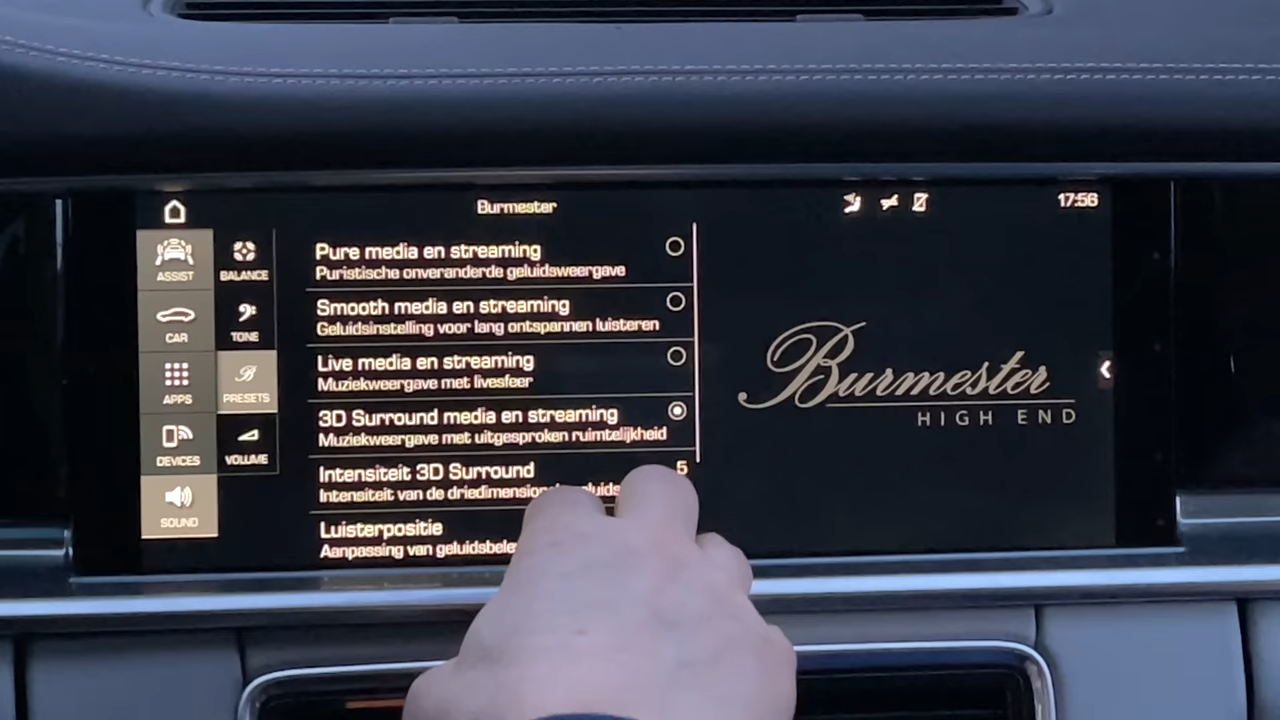 Burmester
17:56
ASSIST
CAR
APPS
DEVICES
SOUND
BALANCE
TONE
PRESETS
VOLUME
Pure media en streaming
Puristische onveranderde geluidsweergave
Smooth media en streaming
Geluidsinstelling voor lang ontspannen luisteren
Live media en streaming
Muziekweergave met livesfeer
3D Surround media en streaming
Muziekweergave met uitgesproken ruimtelijkheid
Intensiteit 3D Surround
5
Intensiteit van de
Luisterpositie
Aanpassing van
Burmester
HIGH END